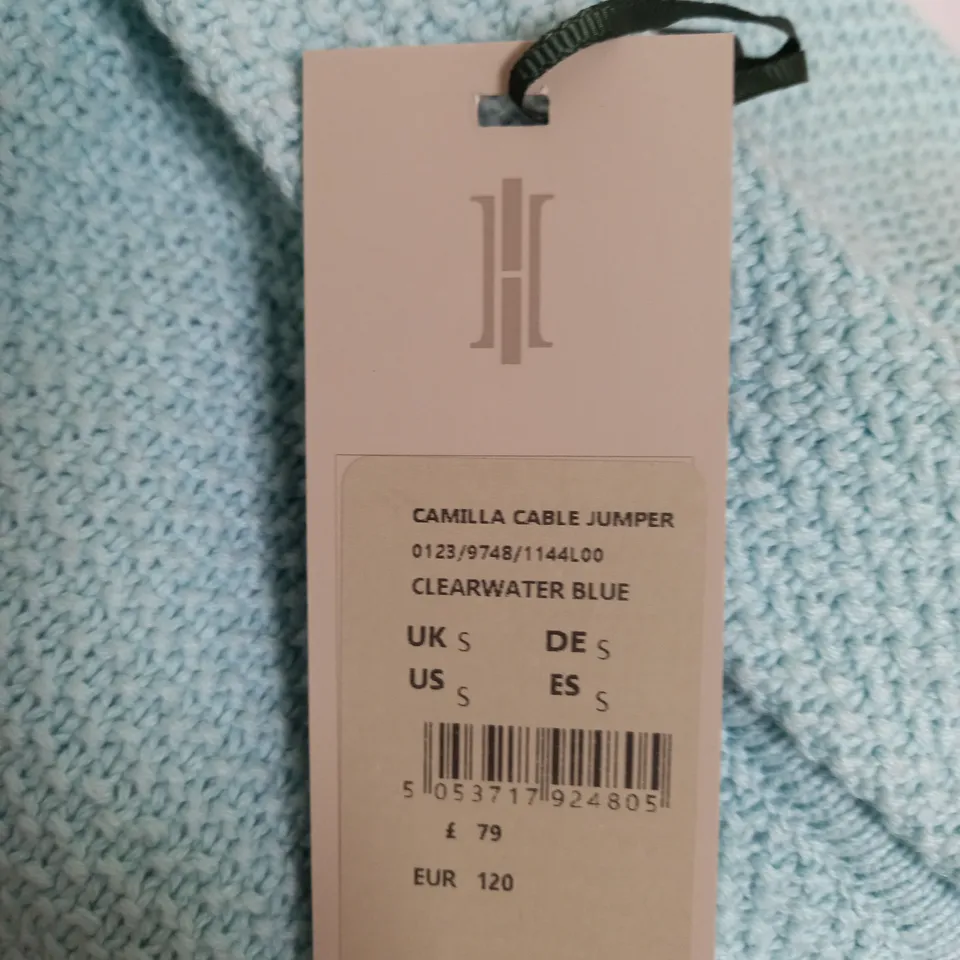 CAMILLA CABLE JUMPER
0123/9748/1144L00
CLEARWATER BLUE
UK S DE S
US S ES S
5 053717 924805
£ 79
EUR 120